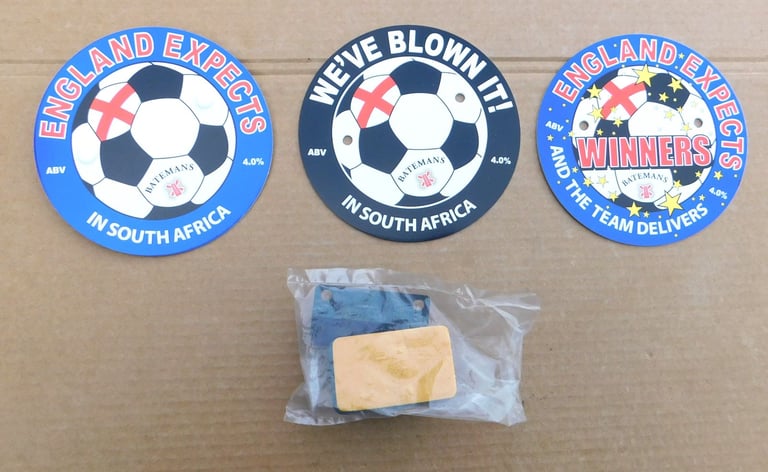 ENGLAND EXPECTS
ABV
4.0%
BATEMANS
IN SOUTH AFRICA
WE'VE BLOWN IT!
ABV
4.0%
BATEMANS
IN SOUTH AFRICA
ENGLAND EXPECTS
ABV
WINNERS
BATEMANS
4.0%
AND THE TEAM DELIVERS